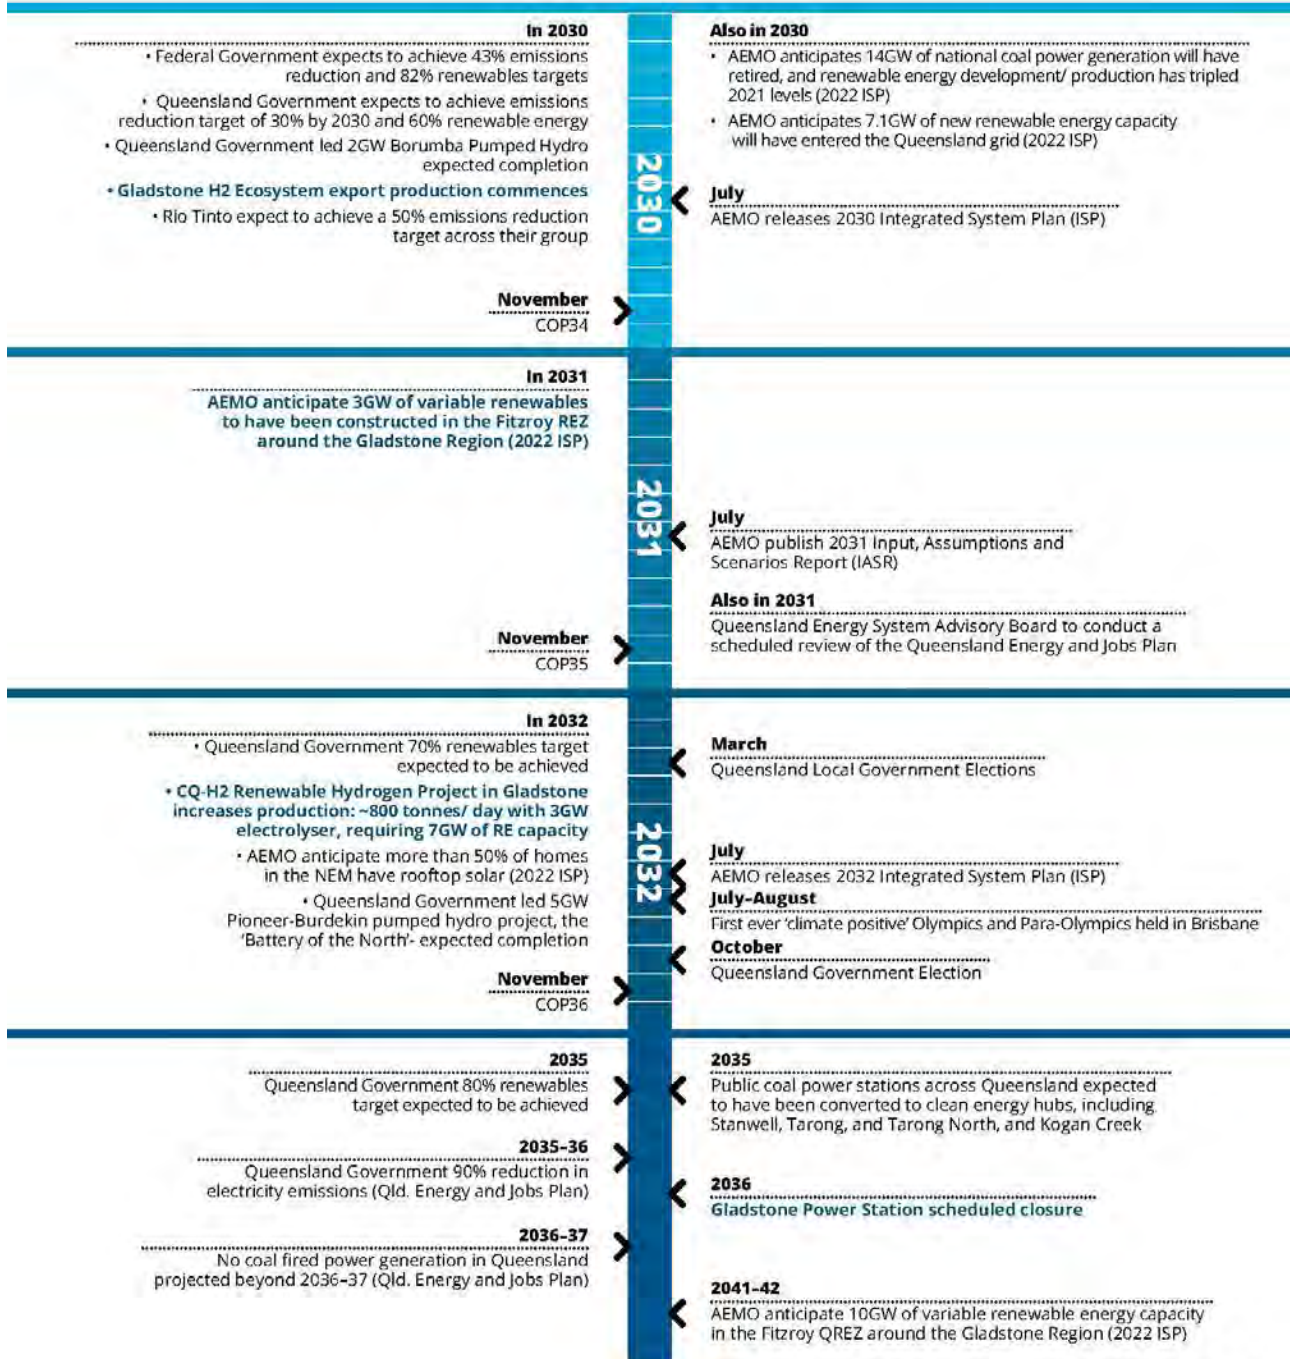 In 2030
• Federal Government expects to achieve 43% emissions
reduction and 82% renewables targets
• Queensland Government expects to achieve emissions
reduction target of 30% by 2030 and 60% renewable energy
• Queensland Government led 2GW Borumba Pumped Hydro
expected completion
• Gladstone H2 Ecosystem export production commences
• Rio Tinto expect to achieve a 50% emissions reduction
target across their group
November
COP34
2030
Also in 2030
• AEMO anticipates 14GW of national coal power generation will have
retired, and renewable energy development/ production has tripled
2021 levels (2022 ISP)
• AEMO anticipates 7.1GW of new renewable energy capacity
will have entered the Queensland grid (2022 ISP)
July
AEMO releases 2030 Integrated System Plan (ISP)
In 2031
AEMO anticipate 3GW of variable renewables
to have been constructed in the Fitzroy REZ
around the Gladstone Region (2022 ISP)
November
COP35
2031
July
AEMO publish 2031 Input, Assumptions and
Scenarios Report (IASR)
Also in 2031
Queensland Energy System Advisory Board to conduct a
scheduled review of the Queensland Energy and Jobs Plan
In 2032
• Queensland Government 70% renewables target
expected to be achieved
• CQ-H2 Renewable Hydrogen Project in Gladstone
increases production: ~800 tonnes/ day with 3GW
electrolyser, requiring 7GW of RE capacity
• AEMO anticipate more than 50% of homes
in the NEM have rooftop solar (2022 ISP)
• Queensland Government led 5GW
Pioneer-Burdekin pumped hydro project, the
‘Battery of the North’- expected completion
November
COP36
2032
March
Queensland Local Government Elections
July
AEMO releases 2032 Integrated System Plan (ISP)
July–August
First ever ‘climate positive’ Olympics and Para-Olympics held in Brisbane
October
Queensland Government Election
2035
Queensland Government 80% renewables
target expected to be achieved
2035–36
Queensland Government 90% reduction in
electricity emissions (Qld. Energy and Jobs Plan)
2036–37
No coal fired power generation in Queensland
projected beyond 2036–37 (Qld. Energy and Jobs Plan)
2035
Public coal power stations across Queensland expected
to have been converted to clean energy hubs, including
Stanwell, Tarong, and Tarong North, and Kogan Creek
2036
Gladstone Power Station scheduled closure
2041–42
AEMO anticipate 10GW of variable renewable energy capacity
in the Fitzroy QREZ around the Gladstone Region (2022 ISP)